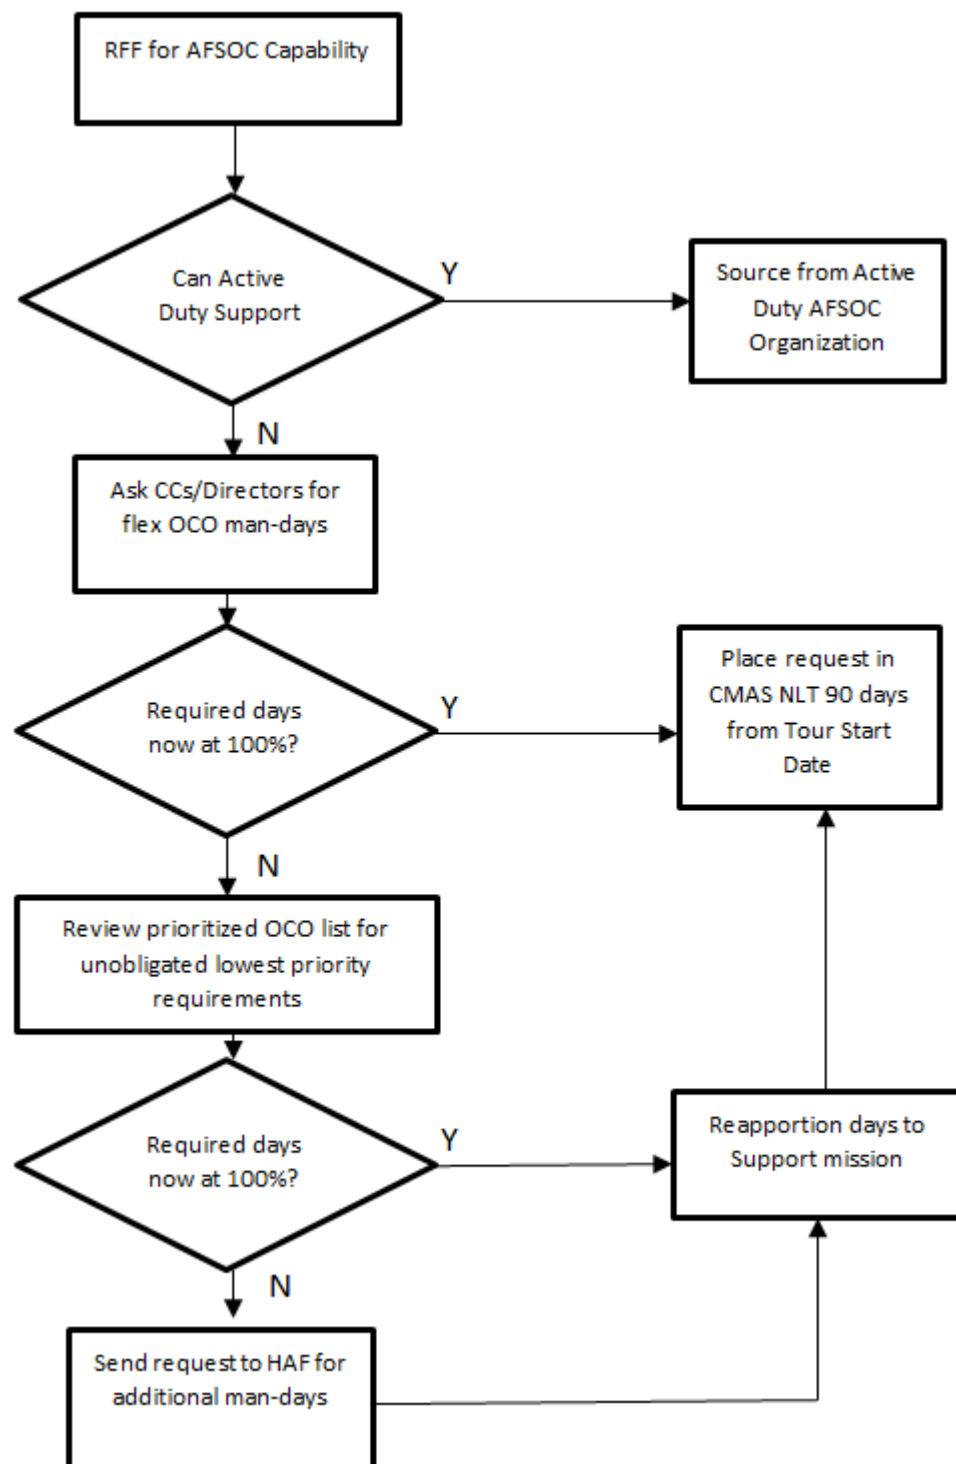 RFF for AFSOC Capability
Can Active
Duty Support
Y
Source from Active
Duty AFSOC
Organization
N
Ask CCs/Directors for
flex OCO man-days
Required days
now at 100%?
Y
Place request in
CMAS NLT 90 days
from Tour Start
Date
N
Review prioritized OCO list for
unobligated lowest priority
requirements
Required days
now at 100%?
Y
Reapportion days to
Support mission
N
Send request to HAF for
additional man-days